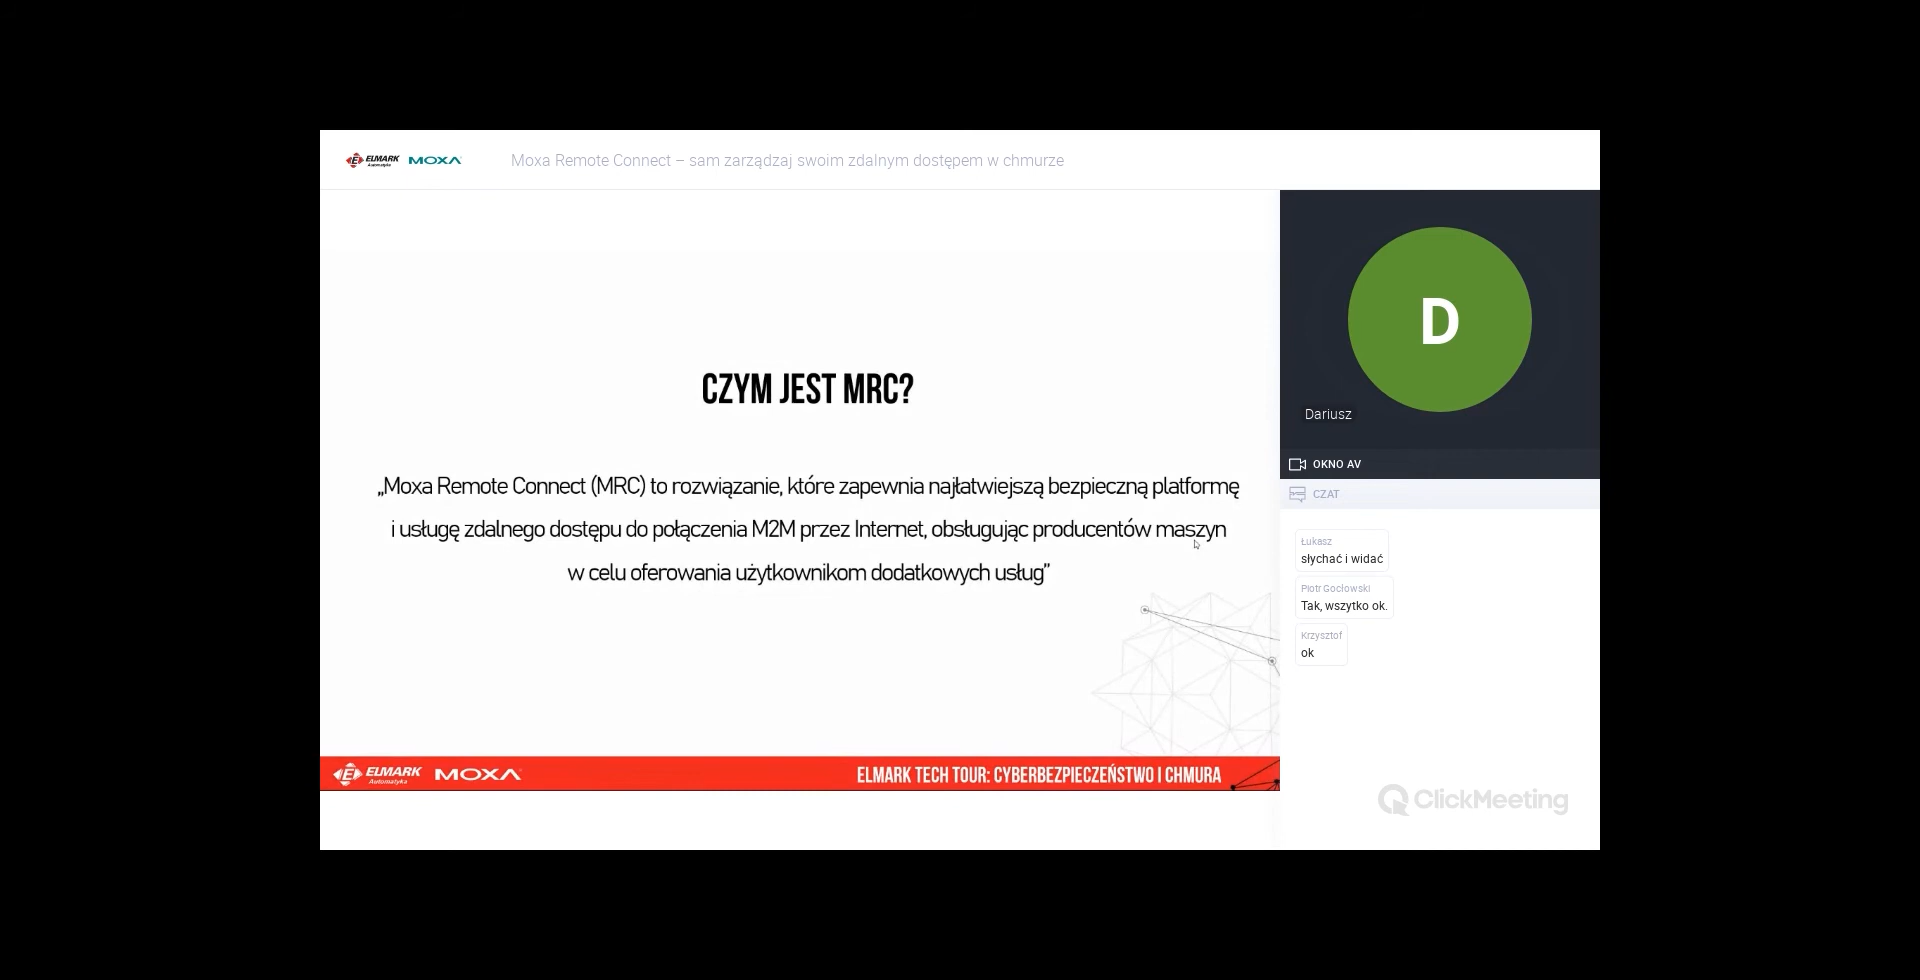 ELMARK
Automatyka
MOXA
Moxa Remote Connect – sam zarządzaj swoim zdalnym dostępem w chmurze
CZYM JEST MRC?
„Moxa Remote Connect (MRC) to rozwiązanie, które zapewnia najłatwiejszą bezpieczną platformę
i usługę zdalnego dostępu do połączenia M2M przez Internet, obsługując producentów maszyn
w celu oferowania użytkownikom dodatkowych usług”
ELMARK
Automatyka
MOXA
ELMARK TECH TOUR: CYBERBEZPIECZEŃSTWO I CHMURA
D
Dariusz
OKNO AV
CZAT
Łukasz
słychać i widać
Piotr Gocłowski
Tak, wszytko ok.
Krzysztof
ok
ClickMeeting